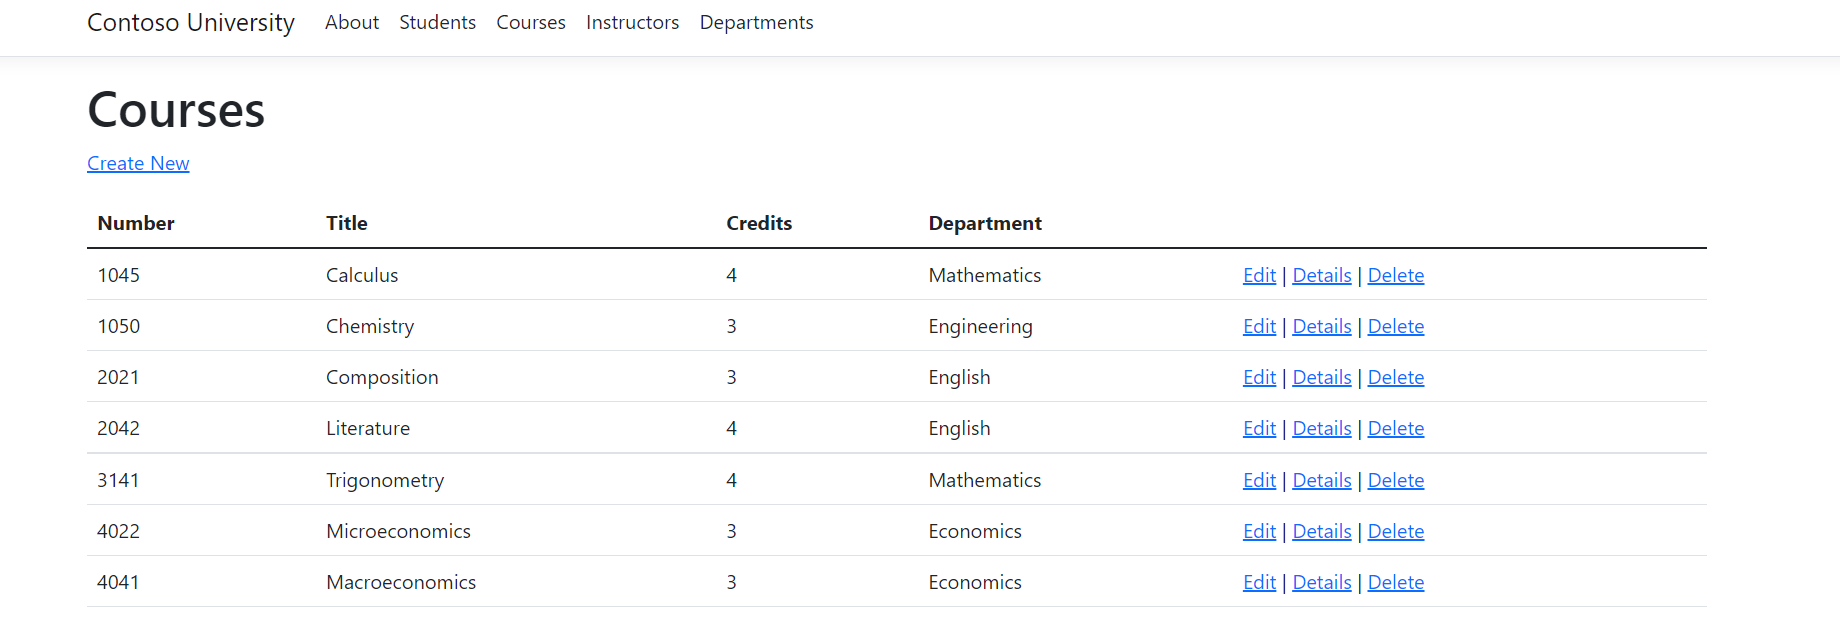 Contoso University About Students Courses Instructors Departments
Courses
Create New
Number Title Credits Department
1045 Calculus 4 Mathematics Edit | Details | Delete
1050 Chemistry 3 Engineering Edit | Details | Delete
2021 Composition 3 English Edit | Details | Delete
2042 Literature 4 English Edit | Details | Delete
3141 Trigonometry 4 Mathematics Edit | Details | Delete
4022 Microeconomics 3 Economics Edit | Details | Delete
4041 Macroeconomics 3 Economics Edit | Details | Delete